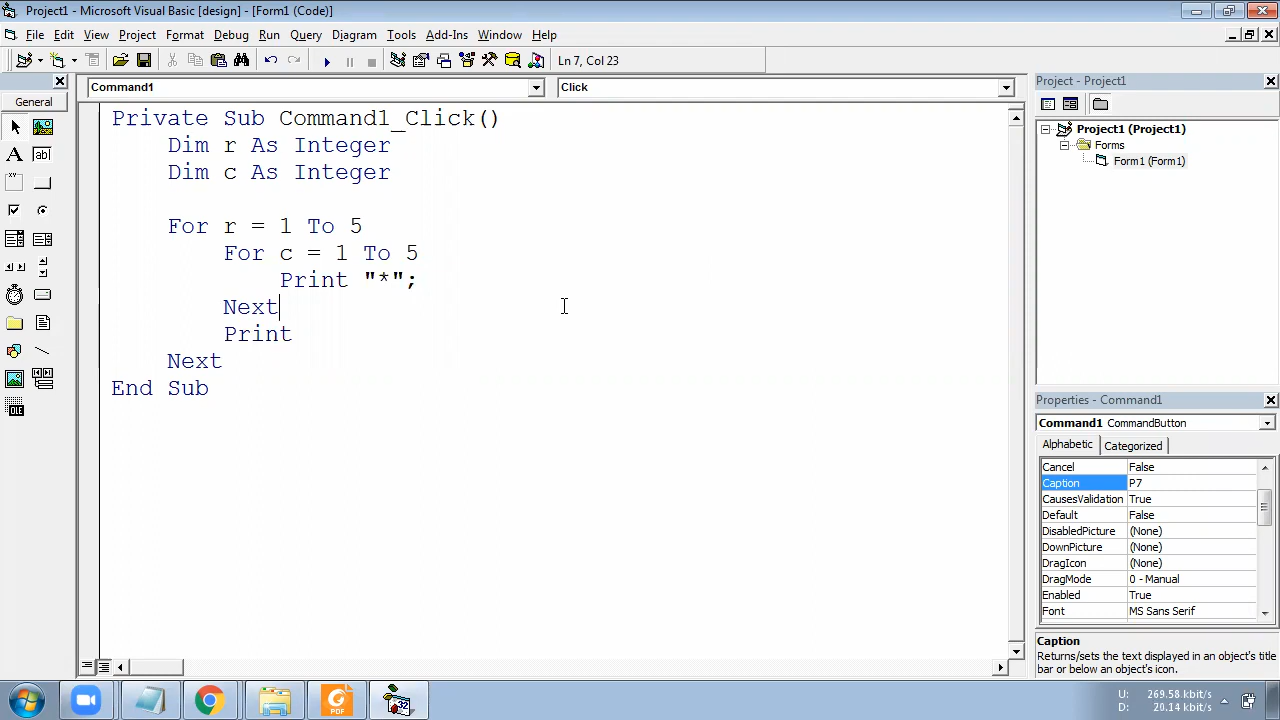 Project1 - Microsoft Visual Basic [design] - [Form1 (Code)]
File Edit View Project Format Debug Run Query Diagram Tools Add-Ins Window Help
Ln 7, Col 23
General
Command1
Click
Private Sub Command1_Click()
Dim r As Integer
Dim c As Integer
For r = 1 To 5
For c = 1 To 5
Print "*";
Next
Print
Next
End Sub
A
ab|
OLE
Project - Project1
Project1 (Project1)
Forms
Form1 (Form1)
Properties - Command1
Command1 CommandButton
Alphabetic Categorized
Cancel False
Caption P7
CausesValidation True
Default False
DisabledPicture (None)
DownPicture (None)
DragIcon (None)
DragMode 0 - Manual
Enabled True
Font MS Sans Serif
Caption
Returns/sets the text displayed in an object's title
bar or below an object's icon.
PDF
32
U: 269.58 kbit/s
D: 20.14 kbit/s